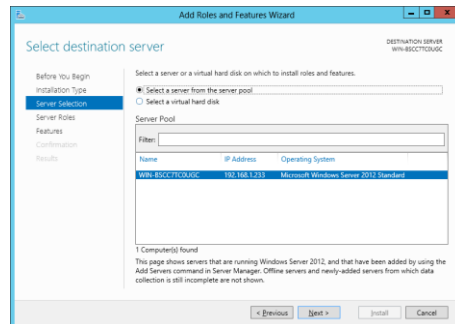 Add Roles and Features Wizard
Select destination server
DESTINATION SERVER
WIN-BSCC7TC0UGC
Before You Begin
Installation Type
Server Selection
Server Roles
Features
Confirmation
Results
Select a server or a virtual hard disk on which to install roles and features.
Select a server from the server pool
Select a virtual hard disk
Server Pool
Filter:
Name IP Address Operating System
WIN-BSCC7TC0UGC 192.168.1.233 Microsoft Windows Server 2012 Standard
1 Computer(s) found
This page shows servers that are running Windows Server 2012, and that have been added by using the
Add Servers command in Server Manager. Offline servers and newly-added servers from which data
collection is still incomplete are not shown.
< Previous Next > Install Cancel